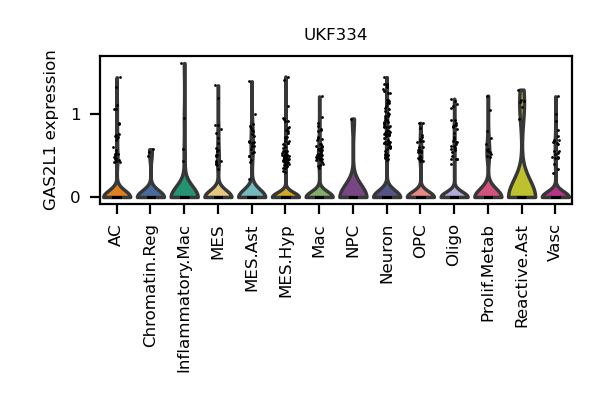 UKF334
GAS2L1 expression
1
0
AC
Chromatin.Reg
Inflammatory.Mac
MES
MES.Ast
MES.Hyp
Mac
NPC
Neuron
OPC
Oligo
Prolif.Metab
Reactive.Ast
Vasc